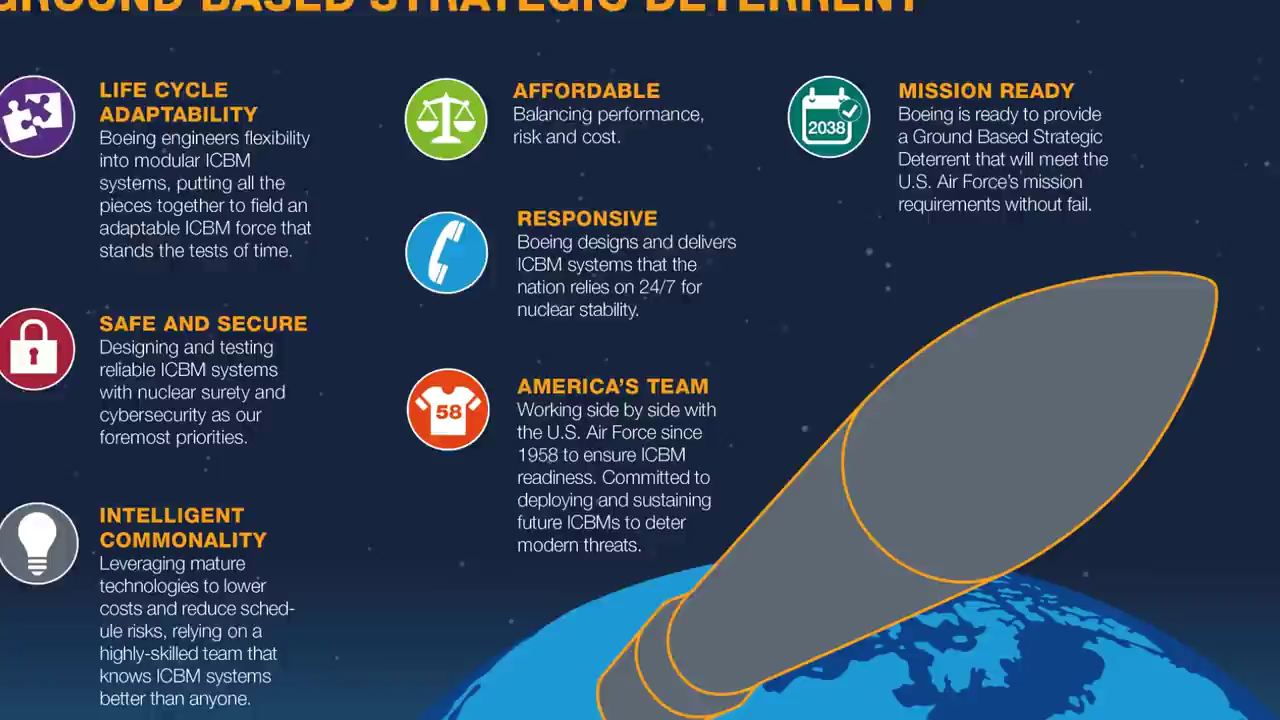 GROUND BASED STRATEGIC DETERRENT
LIFE CYCLE
ADAPTABILITY
Boeing engineers flexibility
into modular ICBM
systems, putting all the
pieces together to field an
adaptable ICBM force that
stands the tests of time.
SAFE AND SECURE
Designing and testing
reliable ICBM systems
with nuclear surety and
cybersecurity as our
foremost priorities.
INTELLIGENT
COMMONALITY
Leveraging mature
technologies to lower
costs and reduce sched-
ule risks, relying on a
highly-skilled team that
knows ICBM systems
better than anyone.
AFFORDABLE
Balancing performance,
risk and cost.
RESPONSIVE
Boeing designs and delivers
ICBM systems that the
nation relies on 24/7 for
nuclear stability.
58
AMERICA'S TEAM
Working side by side with
the U.S. Air Force since
1958 to ensure ICBM
readiness. Committed to
deploying and sustaining
future ICBMs to deter
modern threats.
2038
MISSION READY
Boeing is ready to provide
a Ground Based Strategic
Deterrent that will meet the
U.S. Air Force's mission
requirements without fail.